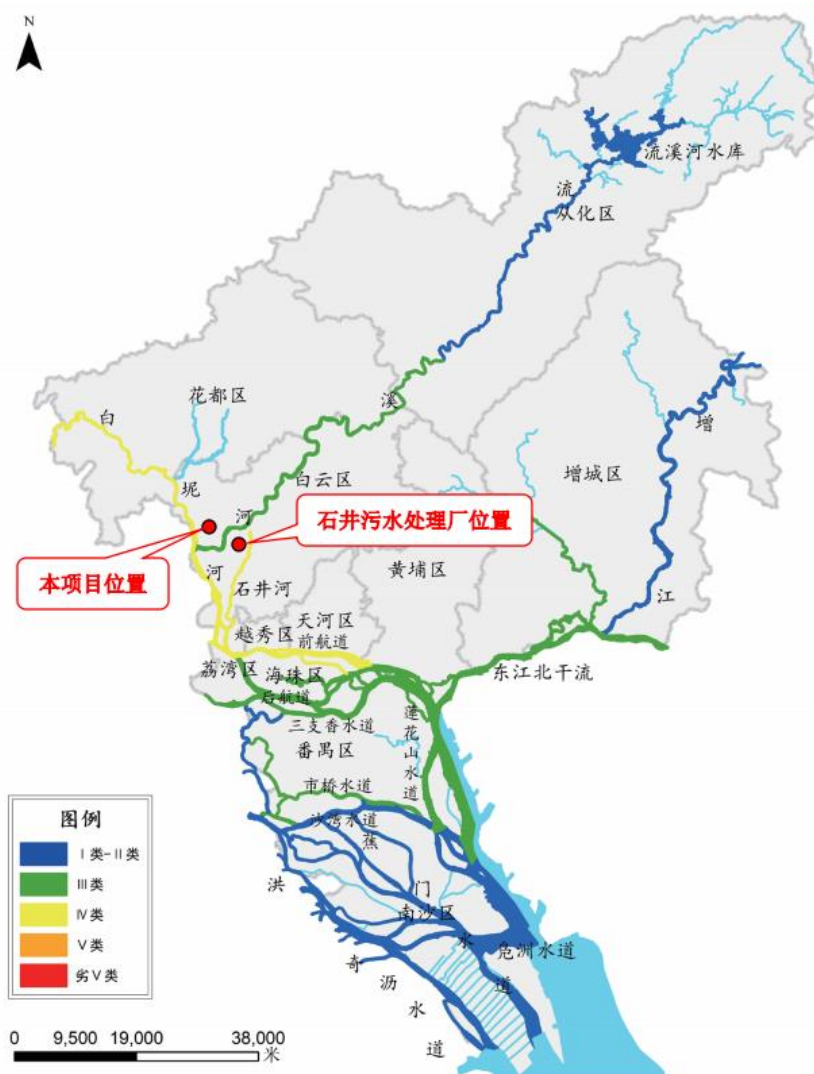 N
流溪河水库
流
从化区
花都区
白
溪
增
坭
白云区
增城区
河
石井污水处理厂位置
本项目位置
河
石井河
黄埔区
江
天河区
越秀区
前航道
荔湾区
海珠区
东江北干流
后航道
莲花山水道
三支香水道
番禺区
市桥水道
沙湾水道
蕉
门
洪
南沙区
水
凫洲水道
道
奇
沥
水
道
图例
Ⅰ类-Ⅱ类
Ⅲ类
Ⅳ类
Ⅴ类
劣Ⅴ类
0 9,500 19,000 38,000
米